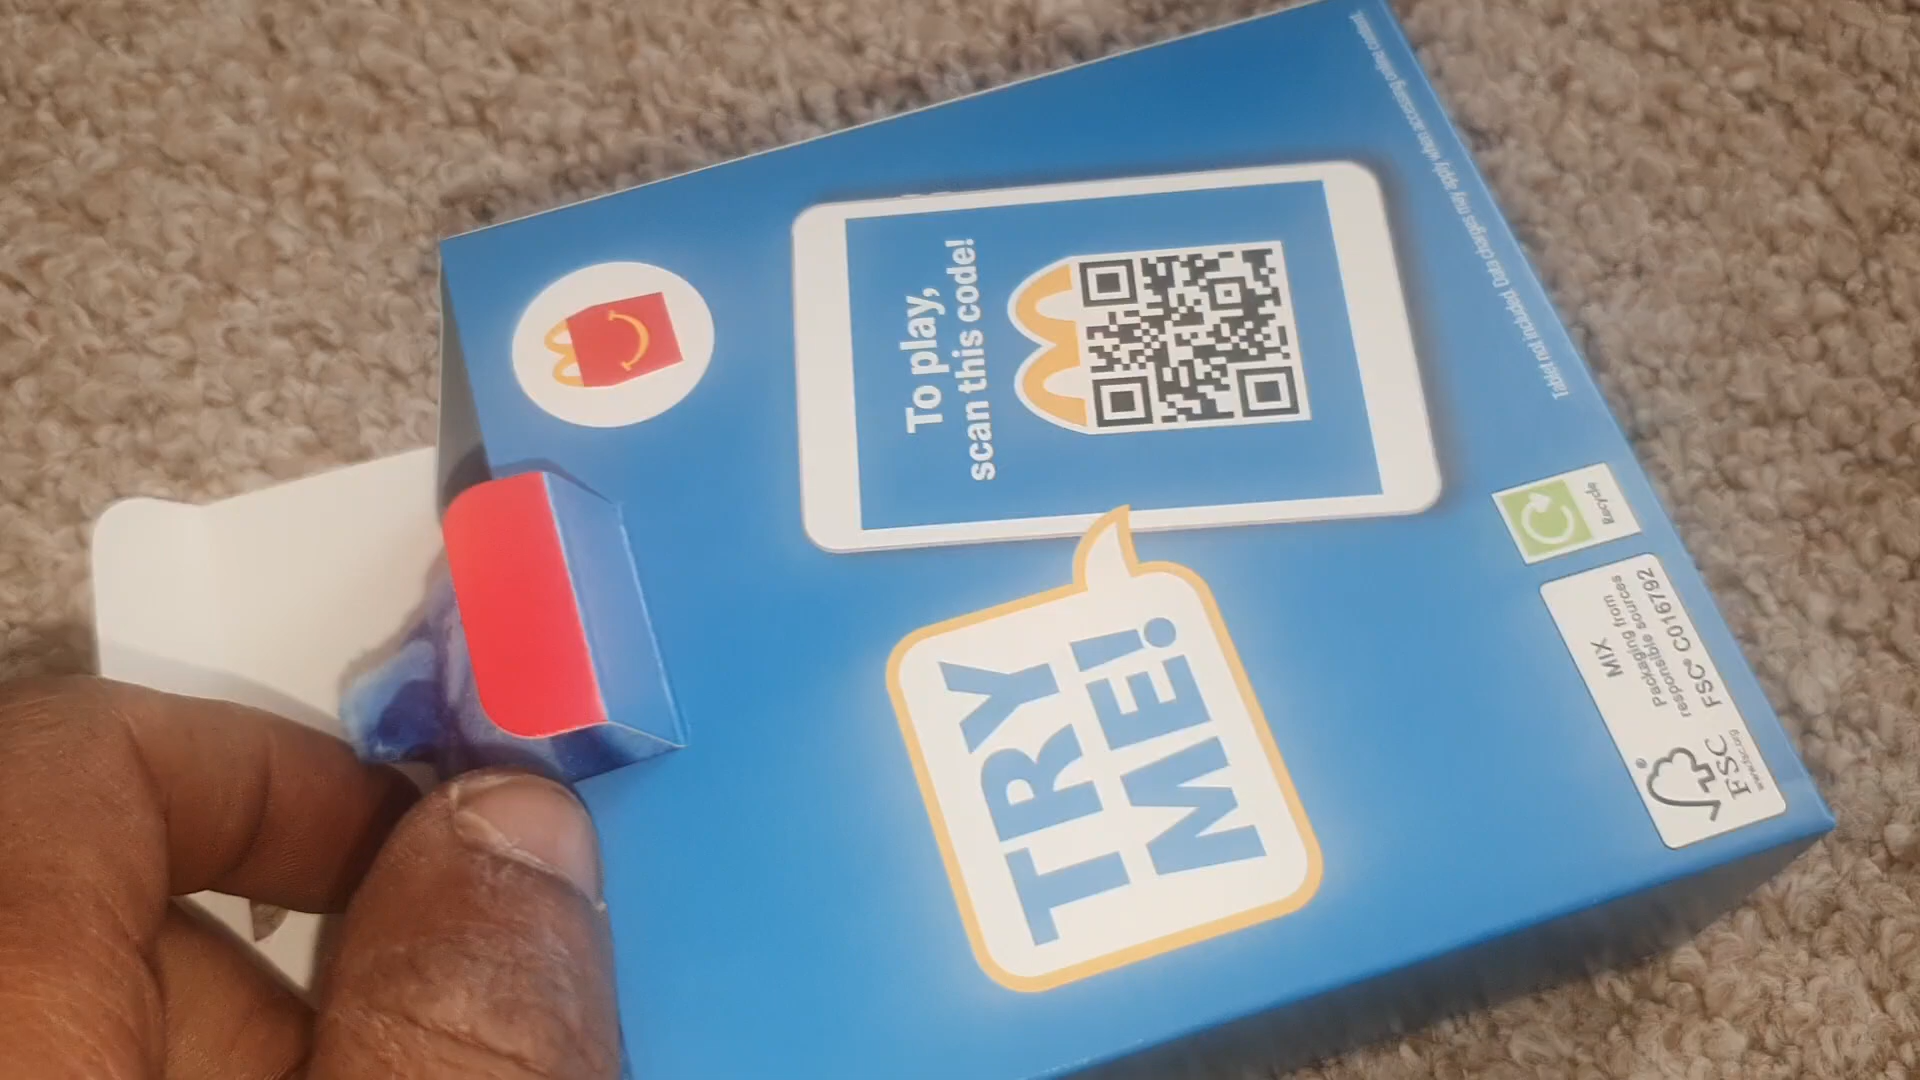 To play,
scan this code!
TRY
ME!
Tablet not included. Data charges may apply when accessing online content.
Recycle
MIX
Packaging from
responsible sources
FSC® C016792
FSC
www.fsc.org